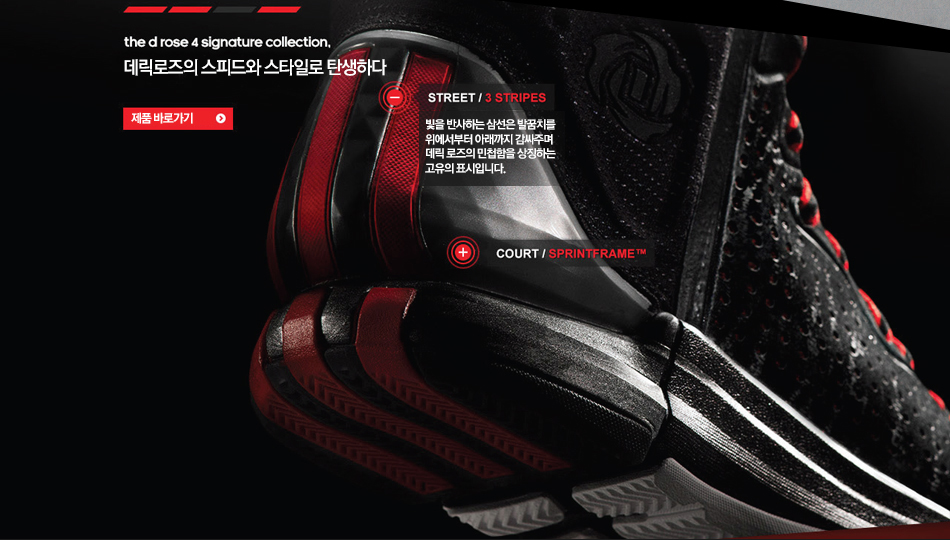 the d rose 4 signature collection,
데릭로즈의 스피드와 스타일로 탄생하다
제품 바로가기
STREET / 3 STRIPES
빛을 반사하는 삼선은 발꿈치를
위에서부터 아래까지 감싸주며
데릭 로즈의 민첩함을 상징하는
고유의 표시입니다.
COURT / SPRINTFRAME™